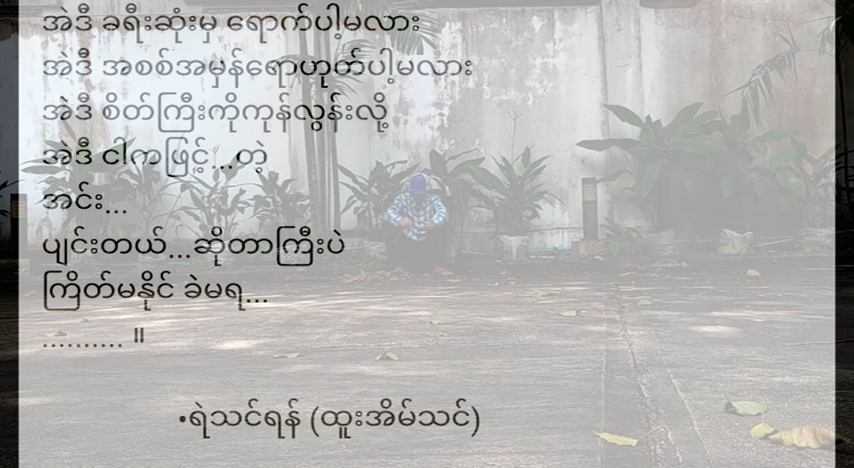 အဲဒီ ခရီးဆုံးမှ ရောက်ပါ့မလား
အဲဒီ အစစ်အမှန်ရောဟုတ်ပါ့မလား
အဲဒီ စိတ်ကြီးကိုကုန်လွန်းလို့
အဲဒီ ငါကဖြင့်...တဲ့
အင်း...
ပျင်းတယ်...ဆိုတာကြီးပဲ
ကြိတ်မနိုင် ခဲမရ...
.......... ။
•ရဲသင်ရန် (ထူးအိမ်သင်)